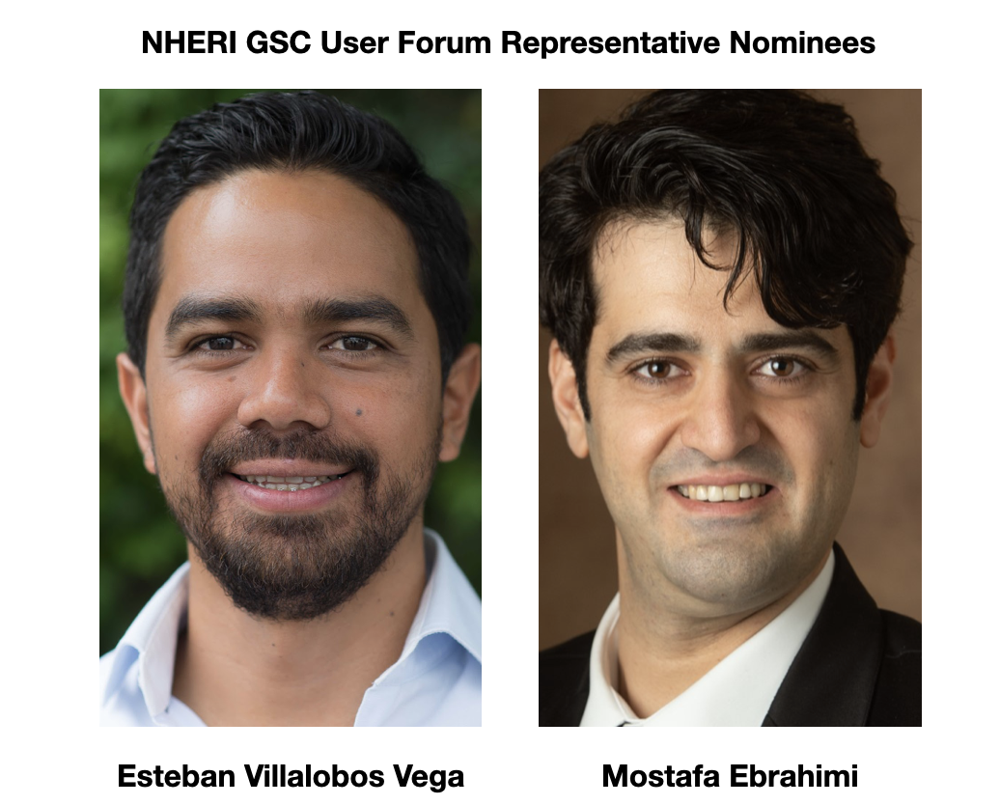 NHERI GSC User Forum Representative Nominees
Esteban Villalobos Vega
Mostafa Ebrahimi